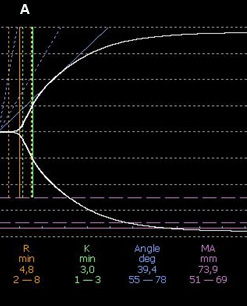 A
R K Angle MA
min min deg mm
4,8 3,0 39,4 73,9
2 — 8 1 — 3 55 — 78 51 — 69